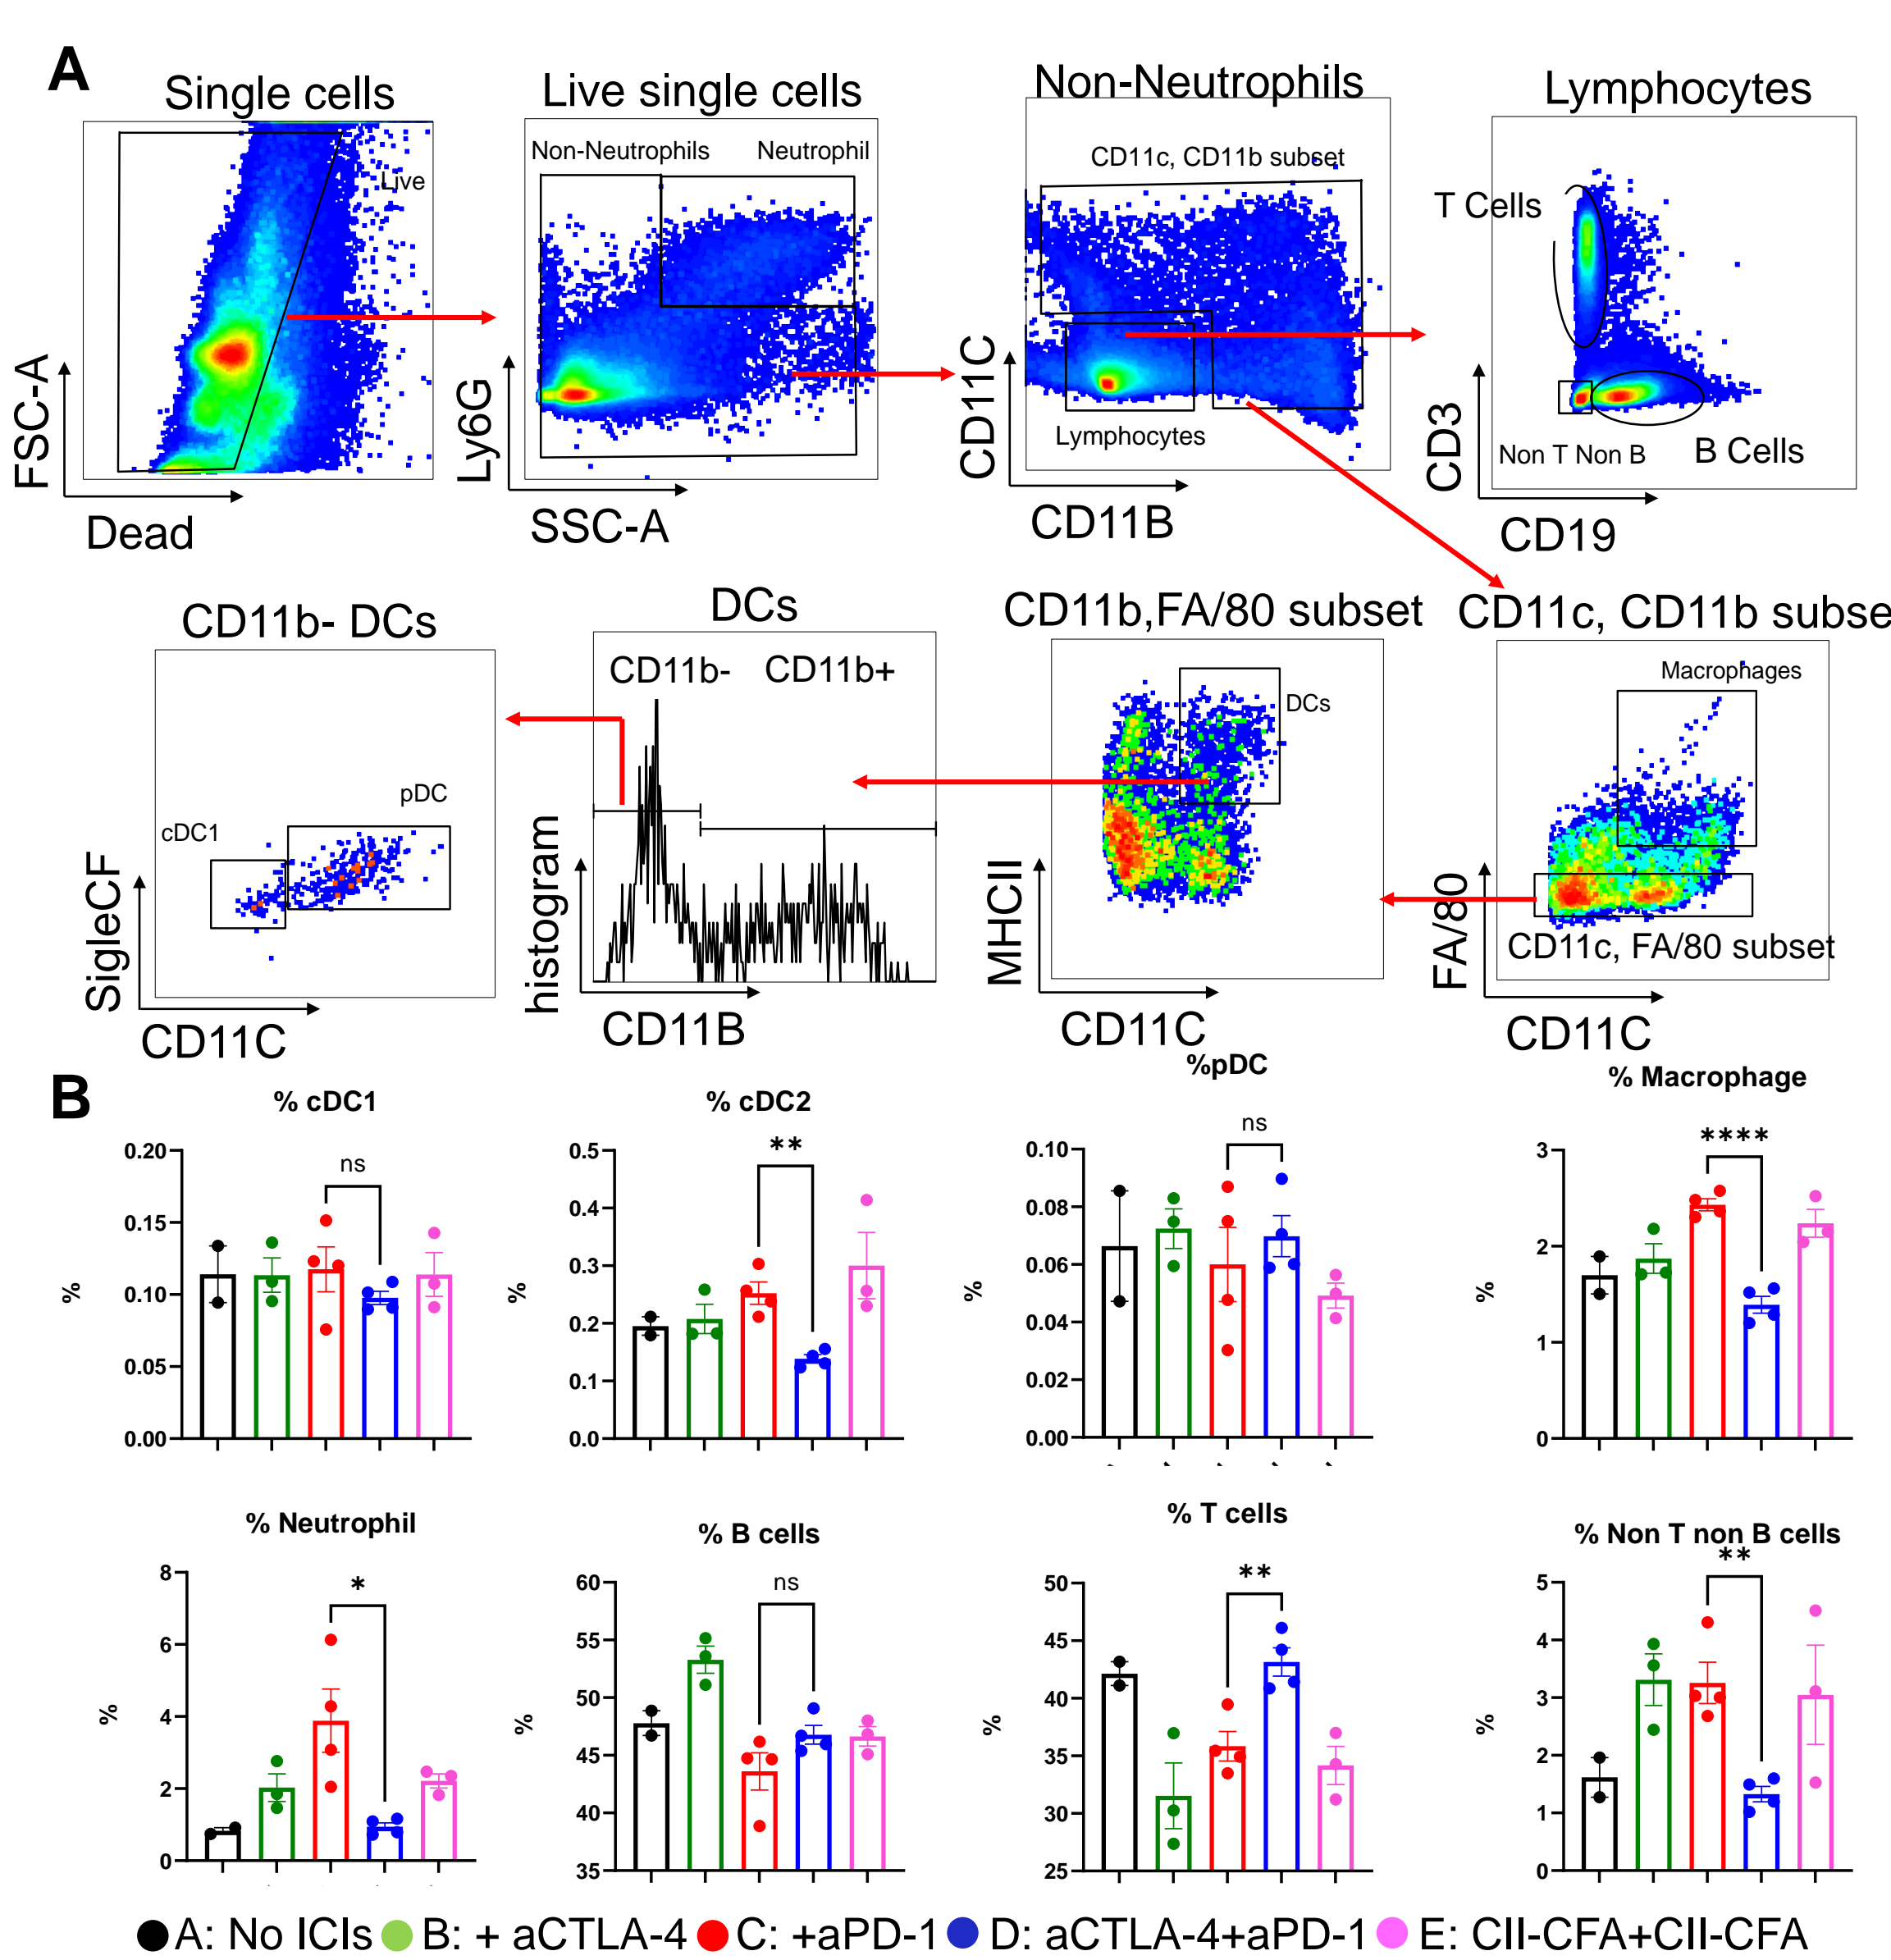 A
Single cells
Live single cells
Non-Neutrophils
Lymphocytes
Live
Non-Neutrophils
Neutrophil
CD11c, CD11b subset
T Cells
Lymphocytes
Non T Non B
B Cells
FSC-A
Dead
Ly6G
SSC-A
CD11C
CD11B
CD3
CD19
CD11b- DCs
DCs
CD11b,FA/80 subset
CD11c, CD11b subse
CD11b-
CD11b+
DCs
Macrophages
pDC
cDC1
CD11c, FA/80 subset
SigleCF
CD11C
histogram
CD11B
MHCII
CD11C
FA/80
CD11C
B
% cDC1
%
0.20
0.15
0.10
0.05
0.00
ns
% cDC2
%
0.5
0.4
0.3
0.2
0.1
0.0
**
%pDC
%
0.10
0.08
0.06
0.04
0.02
0.00
ns
% Macrophage
%
3
2
1
0
****
% Neutrophil
%
8
6
4
2
0
*
% B cells
%
60
55
50
45
40
35
ns
% T cells
%
50
45
40
35
30
25
**
% Non T non B cells
%
5
4
3
2
1
0
**
A: No ICIs B: + aCTLA-4 C: +aPD-1 D: aCTLA-4+aPD-1 E: CII-CFA+CII-CFA